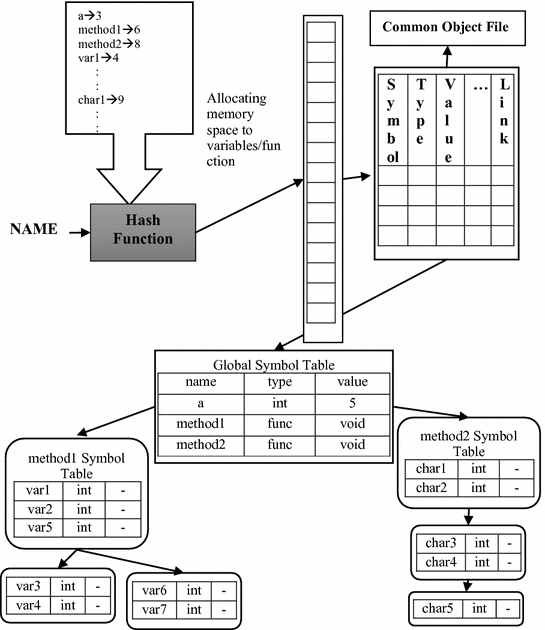 a→3
method1→6
method2→8
var1→4
:
:
char1→9
:
:
Allocating
memory
space to
variables/fun
ction
NAME
Hash
Function
Common Object File
Symbol Type Value ... Link
Global Symbol Table
name type value
a int 5
method1 func void
method2 func void
method1 Symbol
Table
var1 int -
var2 int -
var5 int -
var3 int -
var4 int -
var6 int -
var7 int -
method2 Symbol
Table
char1 int -
char2 int -
char3 int -
char4 int -
char5 int -